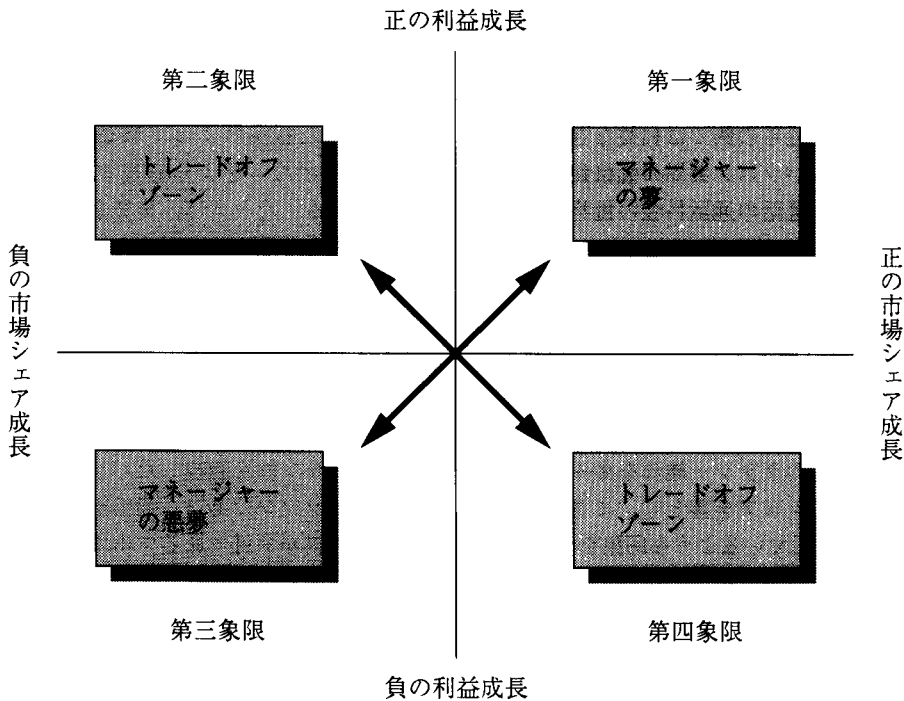 正の利益成長
第二象限
第一象限
トレードオフ
ゾーン
マネージャー
の夢
負の市場シェア成長
正の市場シェア成長
マネージャー
の悪夢
トレードオフ
ゾーン
第三象限
第四象限
負の利益成長